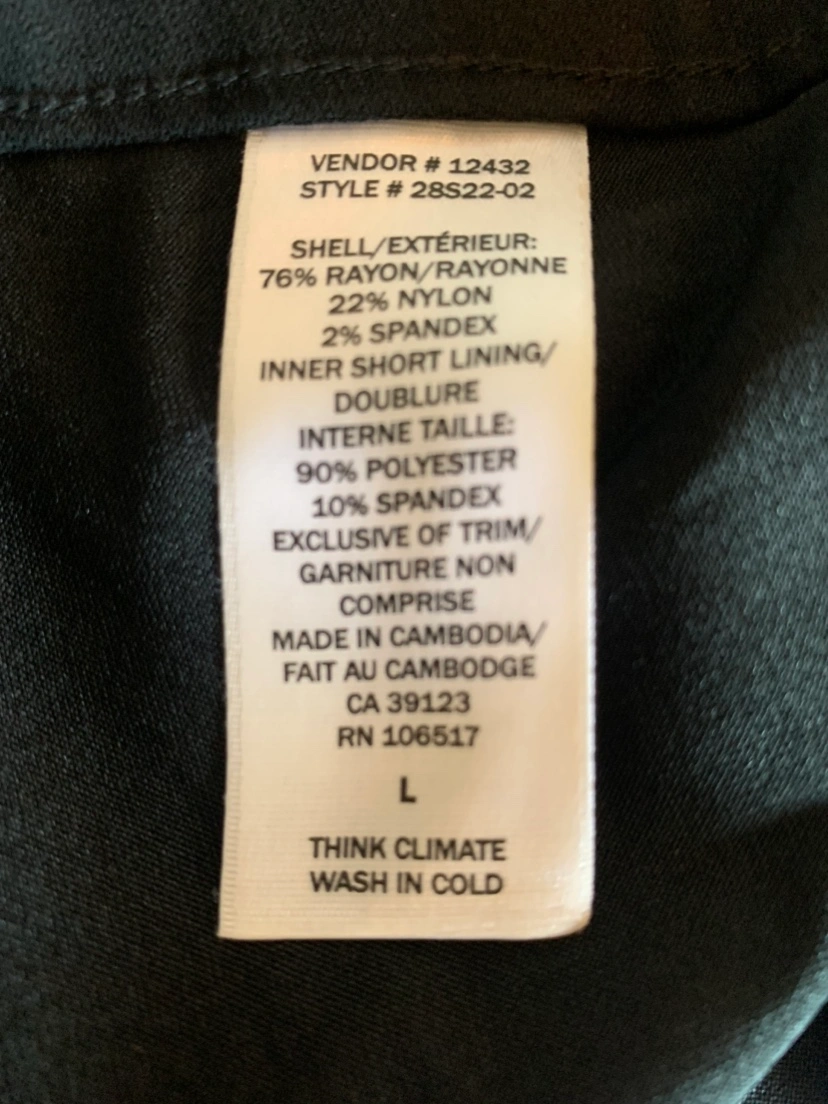 VENDOR # 12432
STYLE # 28S22-02
SHELL/EXTÉRIEUR:
76% RAYON/RAYONNE
22% NYLON
2% SPANDEX
INNER SHORT LINING/
DOUBLURE
INTERNE TAILLE:
90% POLYESTER
10% SPANDEX
EXCLUSIVE OF TRIM/
GARNITURE NON
COMPRISE
MADE IN CAMBODIA/
FAIT AU CAMBODGE
CA 39123
RN 106517
L
THINK CLIMATE
WASH IN COLD